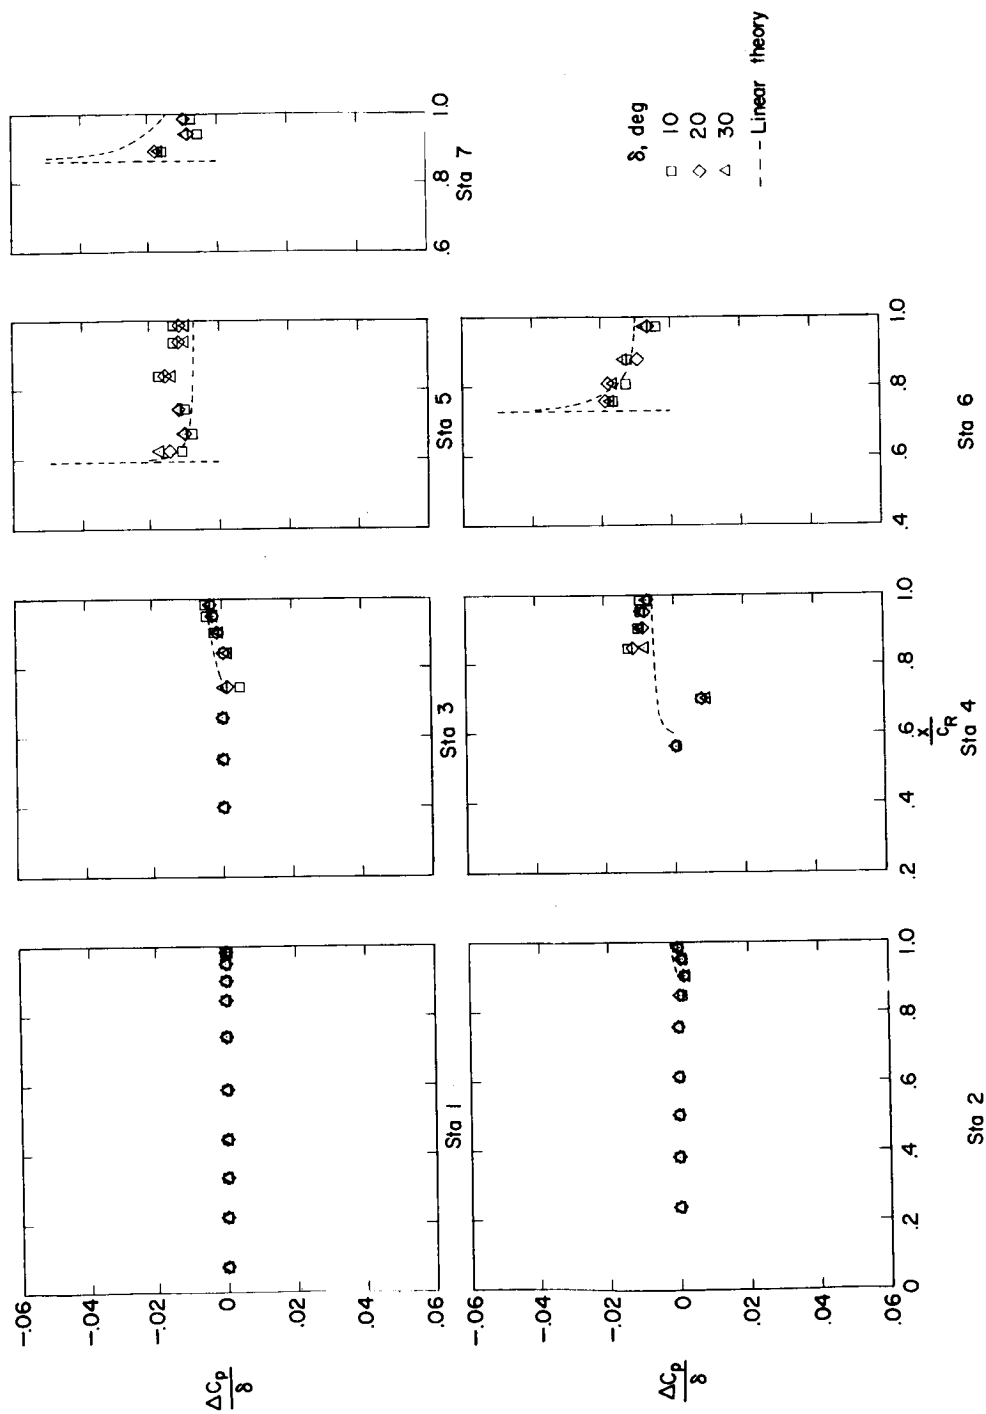 -.06
-.04
-.02
0
.02
.04
.06
ΔCp
δ
Sta 1
Sta 3
Sta 5
.6
.8
1.0
Sta 7
-.06
-.04
-.02
0
.02
.04
.06
ΔCp
δ
0
.2
.4
.6
.8
1.0
Sta 2
.2
.4
.6
.8
1.0
x
cR
Sta 4
.4
.6
.8
1.0
Sta 6
δ, deg
□ 10
◇ 20
△ 30
--- Linear theory